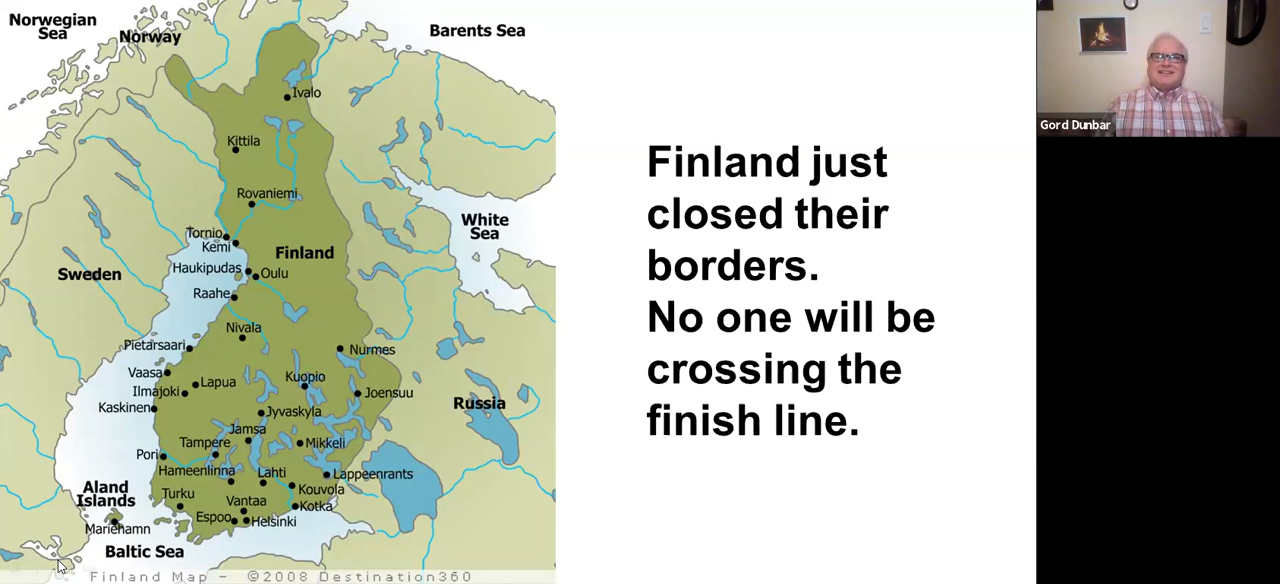 Norwegian
Sea
Norway
Barents Sea
Ivalo
Kittila
Rovaniemi
White
Sea
Tornio
Kemi
Finland
Sweden
Haukipudas
Oulu
Raahe
Nivala
Pietarsaari
Nurmes
Vaasa
Lapua
Kuopio
Ilmajoki
Joensuu
Kaskinen
Jyvaskyla
Russia
Jamsa
Tampere
Mikkeli
Pori
Hameenlinna
Lahti
Lappeenrants
Aland
Islands
Kouvola
Turku
Vantaa
Kotka
Espoo
Helsinki
Mariehamn
Baltic Sea
Finland Map - ©2008 Destination360
Finland just
closed their
borders.
No one will be
crossing the
finish line.
Gord Dunbar